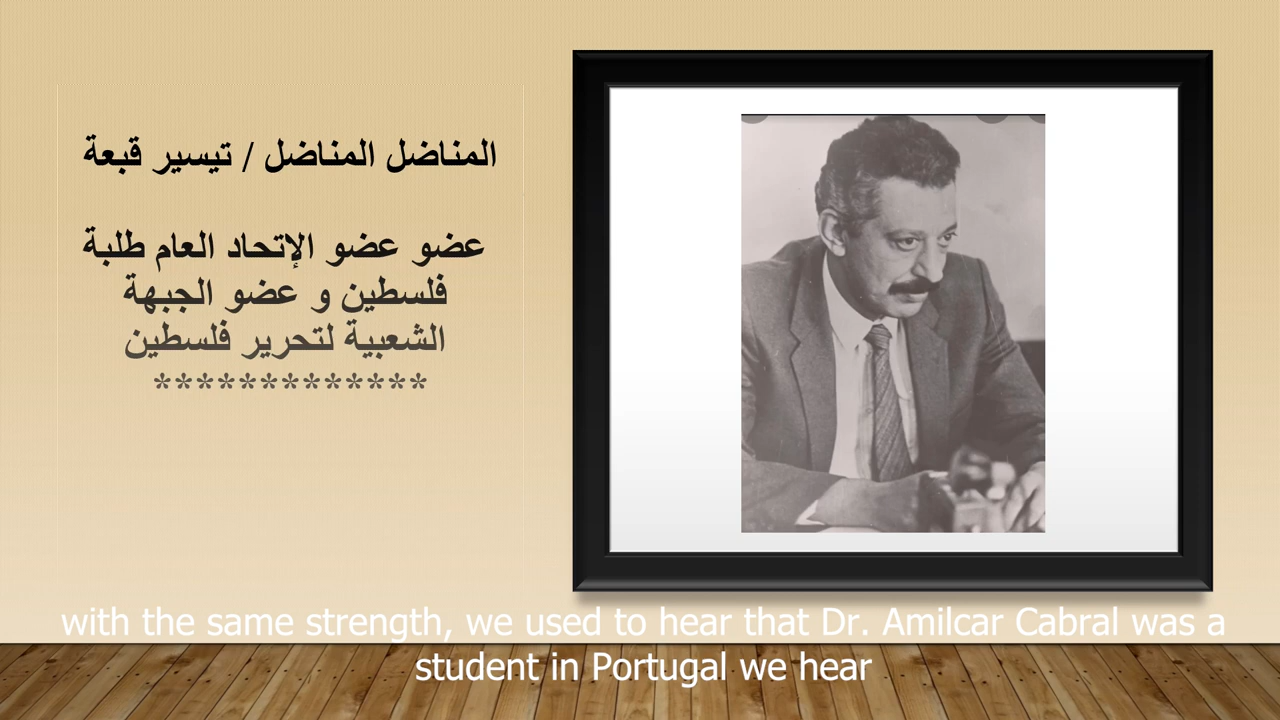 المناضل المناضل / تيسير قبعة
عضو عضو الإتحاد العام طلبة
فلسطين و عضو الجبهة
الشعبية لتحرير فلسطين
*************
with the same strength, we used to hear that Dr. Amilcar Cabral was a
student in Portugal we hear